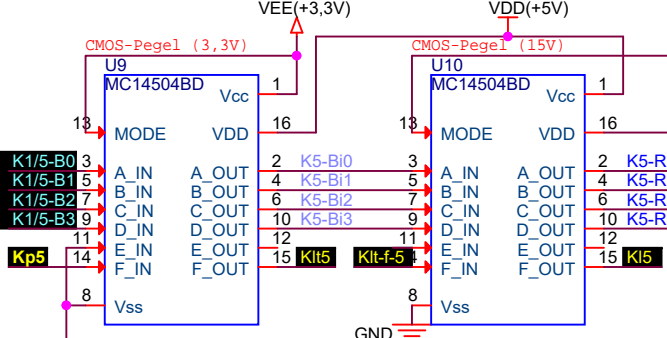 VEE(+3,3V)
VDD(+5V)
CMOS-Pegel (3,3V)
CMOS-Pegel (15V)
U9
U10
MC14504BD
MC14504BD
Vcc 1
Vcc 1
13 MODE VDD 16
13 MODE VDD 16
K1/5-B0 3 A_IN A_OUT 2 K5-Bi0
3 A_IN A_OUT 2 K5-R
K1/5-B1 5 B_IN B_OUT 4 K5-Bi1
5 B_IN B_OUT 4 K5-R
K1/5-B2 7 C_IN C_OUT 6 K5-Bi2
7 C_IN C_OUT 6 K5-R
K1/5-B3 9 D_IN D_OUT 10 K5-Bi3
9 D_IN D_OUT 10 K5-R
11 E_IN E_OUT 12
11 E_IN E_OUT 12
Kp5 14 F_IN F_OUT 15 Klt5
Klt-f-5 4 F_IN F_OUT 15 Kl5
8 Vss
8 Vss
GND